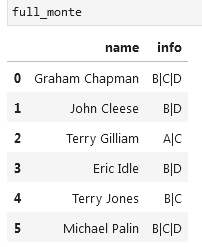 full_monte
name info
0 Graham Chapman B|C|D
1 John Cleese B|D
2 Terry Gilliam A|C
3 Eric Idle B|D
4 Terry Jones B|C
5 Michael Palin B|C|D